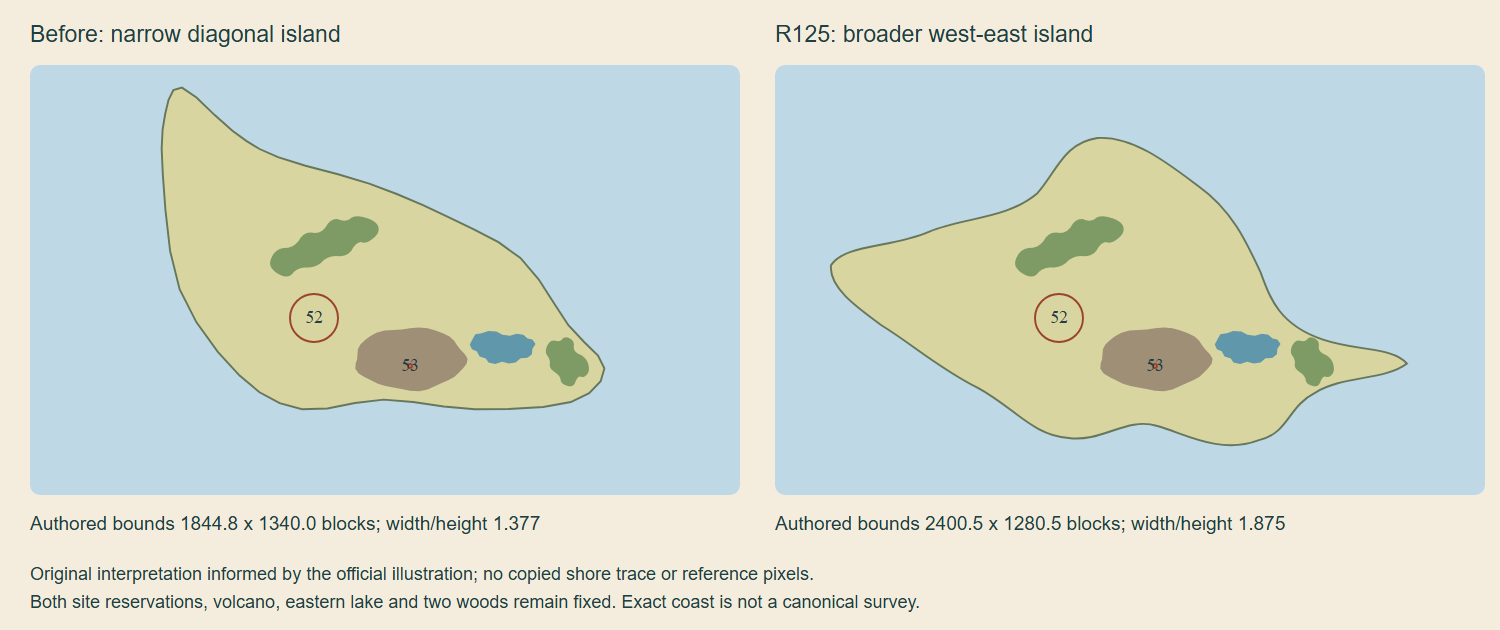 Before: narrow diagonal island
R125: broader west-east island
52
53
52
53
Authored bounds 1844.8 x 1340.0 blocks; width/height 1.377
Authored bounds 2400.5 x 1280.5 blocks; width/height 1.875
Original interpretation informed by the official illustration; no copied shore trace or reference pixels.
Both site reservations, volcano, eastern lake and two woods remain fixed. Exact coast is not a canonical survey.